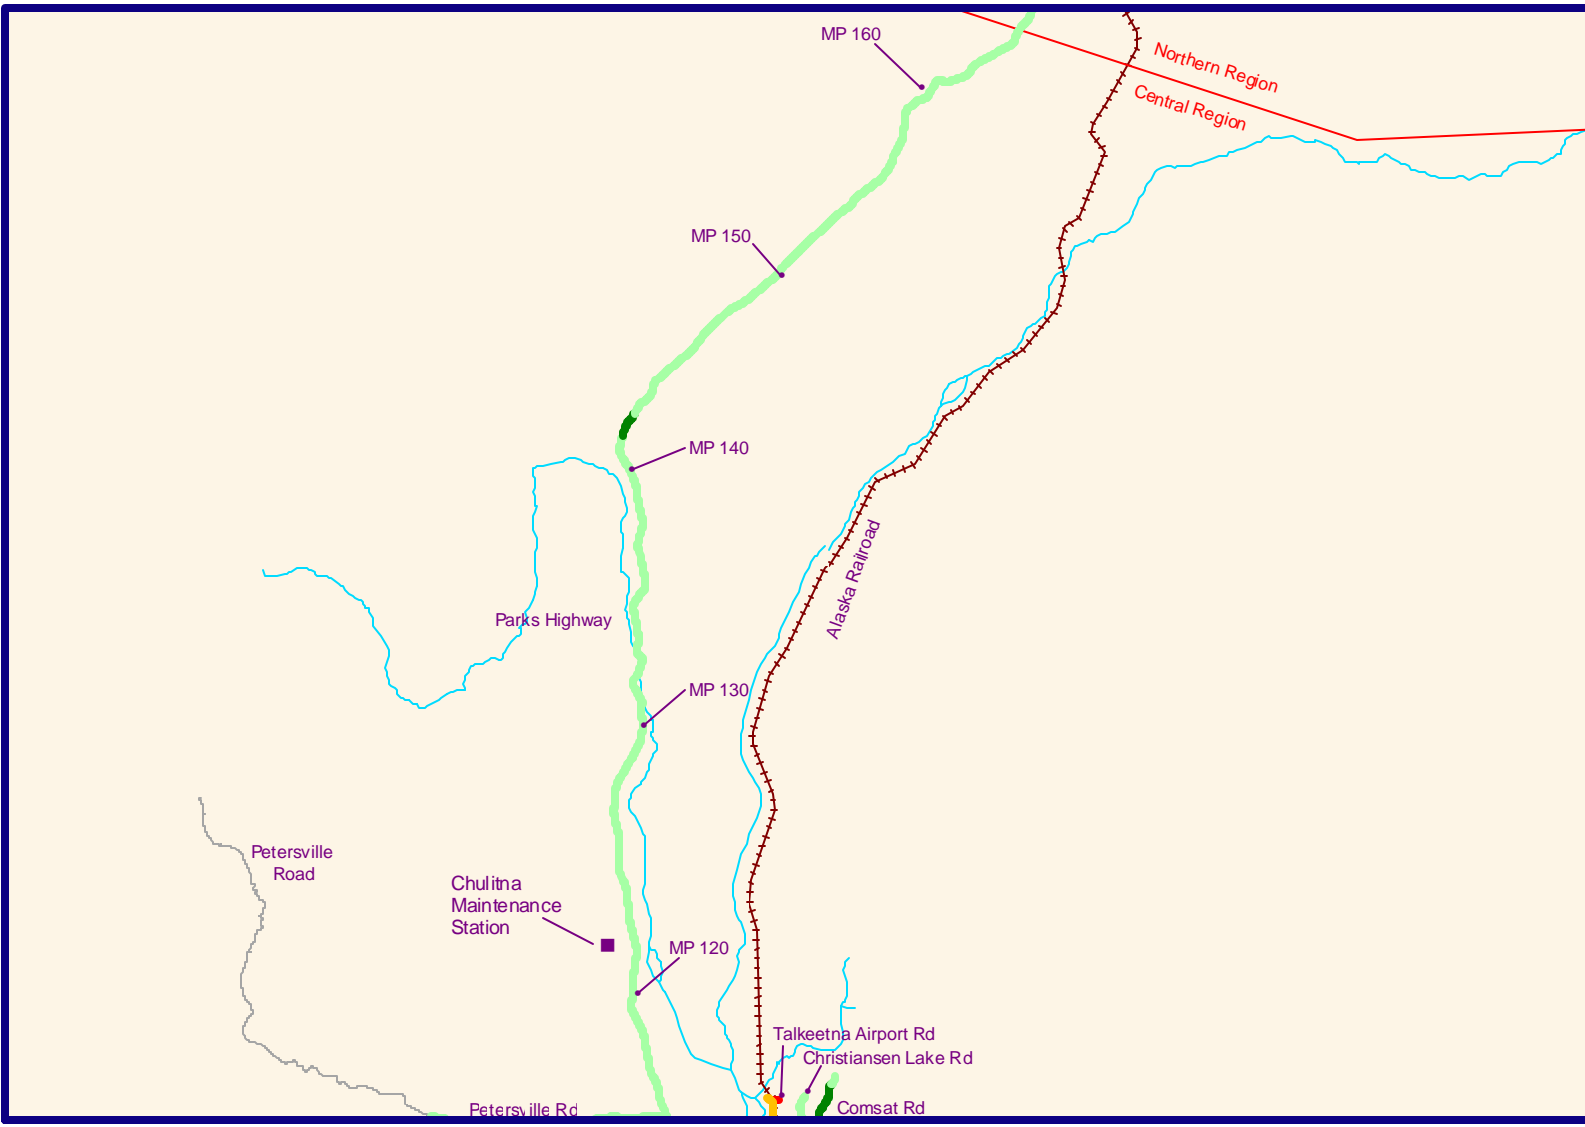 MP 160
Northern Region
Central Region
MP 150
MP 140
Alaska Railroad
Parks Highway
MP 130
Petersville
Road
Chulitna
Maintenance
Station
MP 120
Talkeetna Airport Rd
Christiansen Lake Rd
Petersville Rd
Comsat Rd